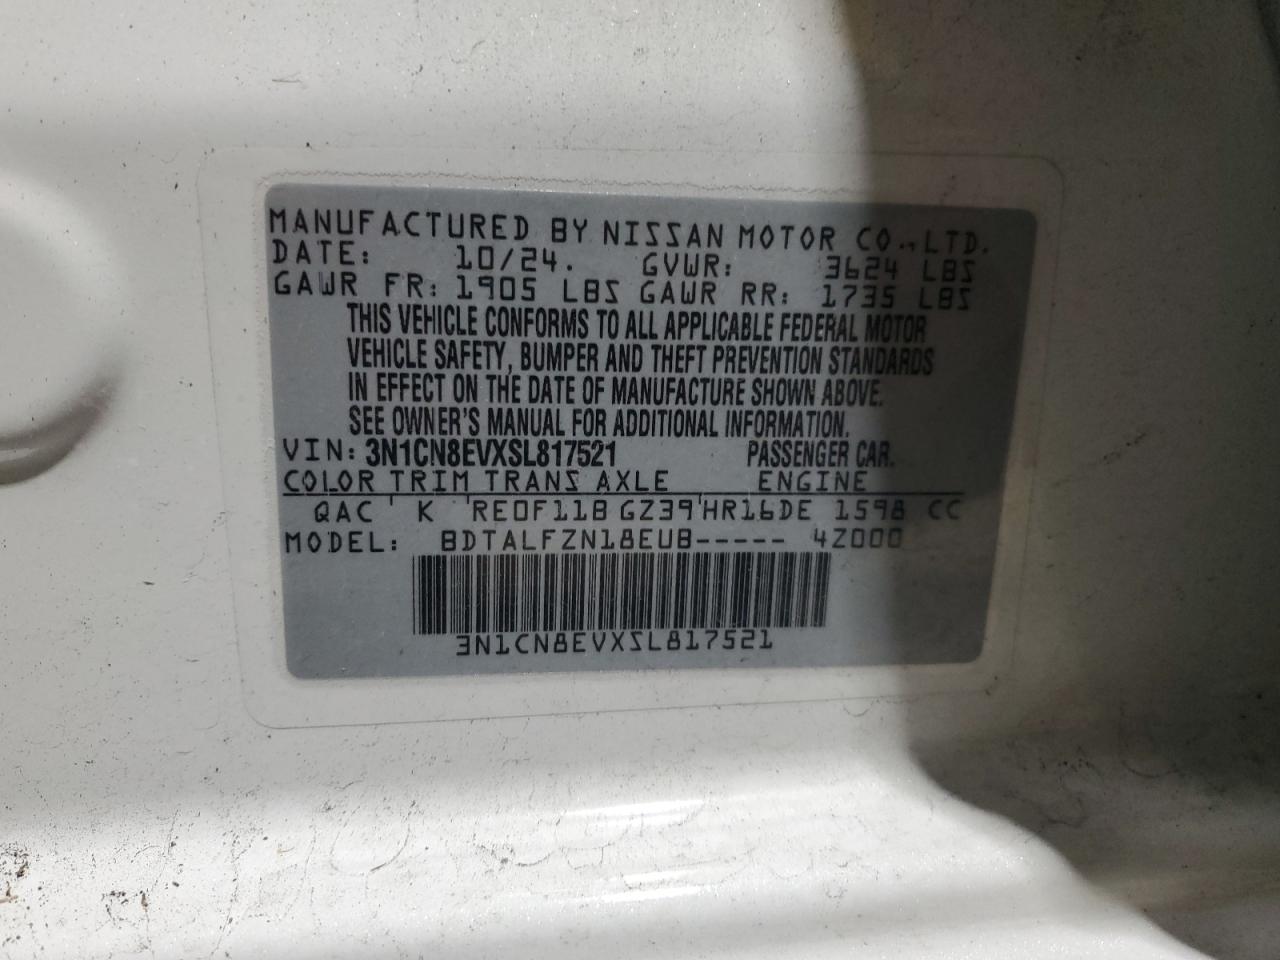 MANUFACTURED BY NISSAN MOTOR CO., LTD.
DATE: 10/24. GVWR: 3624 LBS
GAWR FR: 1905 LBS GAWR RR: 1735 LBS
THIS VEHICLE CONFORMS TO ALL APPLICABLE FEDERAL MOTOR
VEHICLE SAFETY, BUMPER AND THEFT PREVENTION STANDARDS
IN EFFECT ON THE DATE OF MANUFACTURE SHOWN ABOVE.
SEE OWNER'S MANUAL FOR ADDITIONAL INFORMATION.
VIN: 3N1CN8EVXSL817521 PASSENGER CAR.
COLOR TRIM TRANS AXLE ENGINE
QAC K RE0F11B GZ39 HR16DE 1598 CC
MODEL: BDTALFZN18EUB----- 4Z000
3N1CN8EVXSL817521